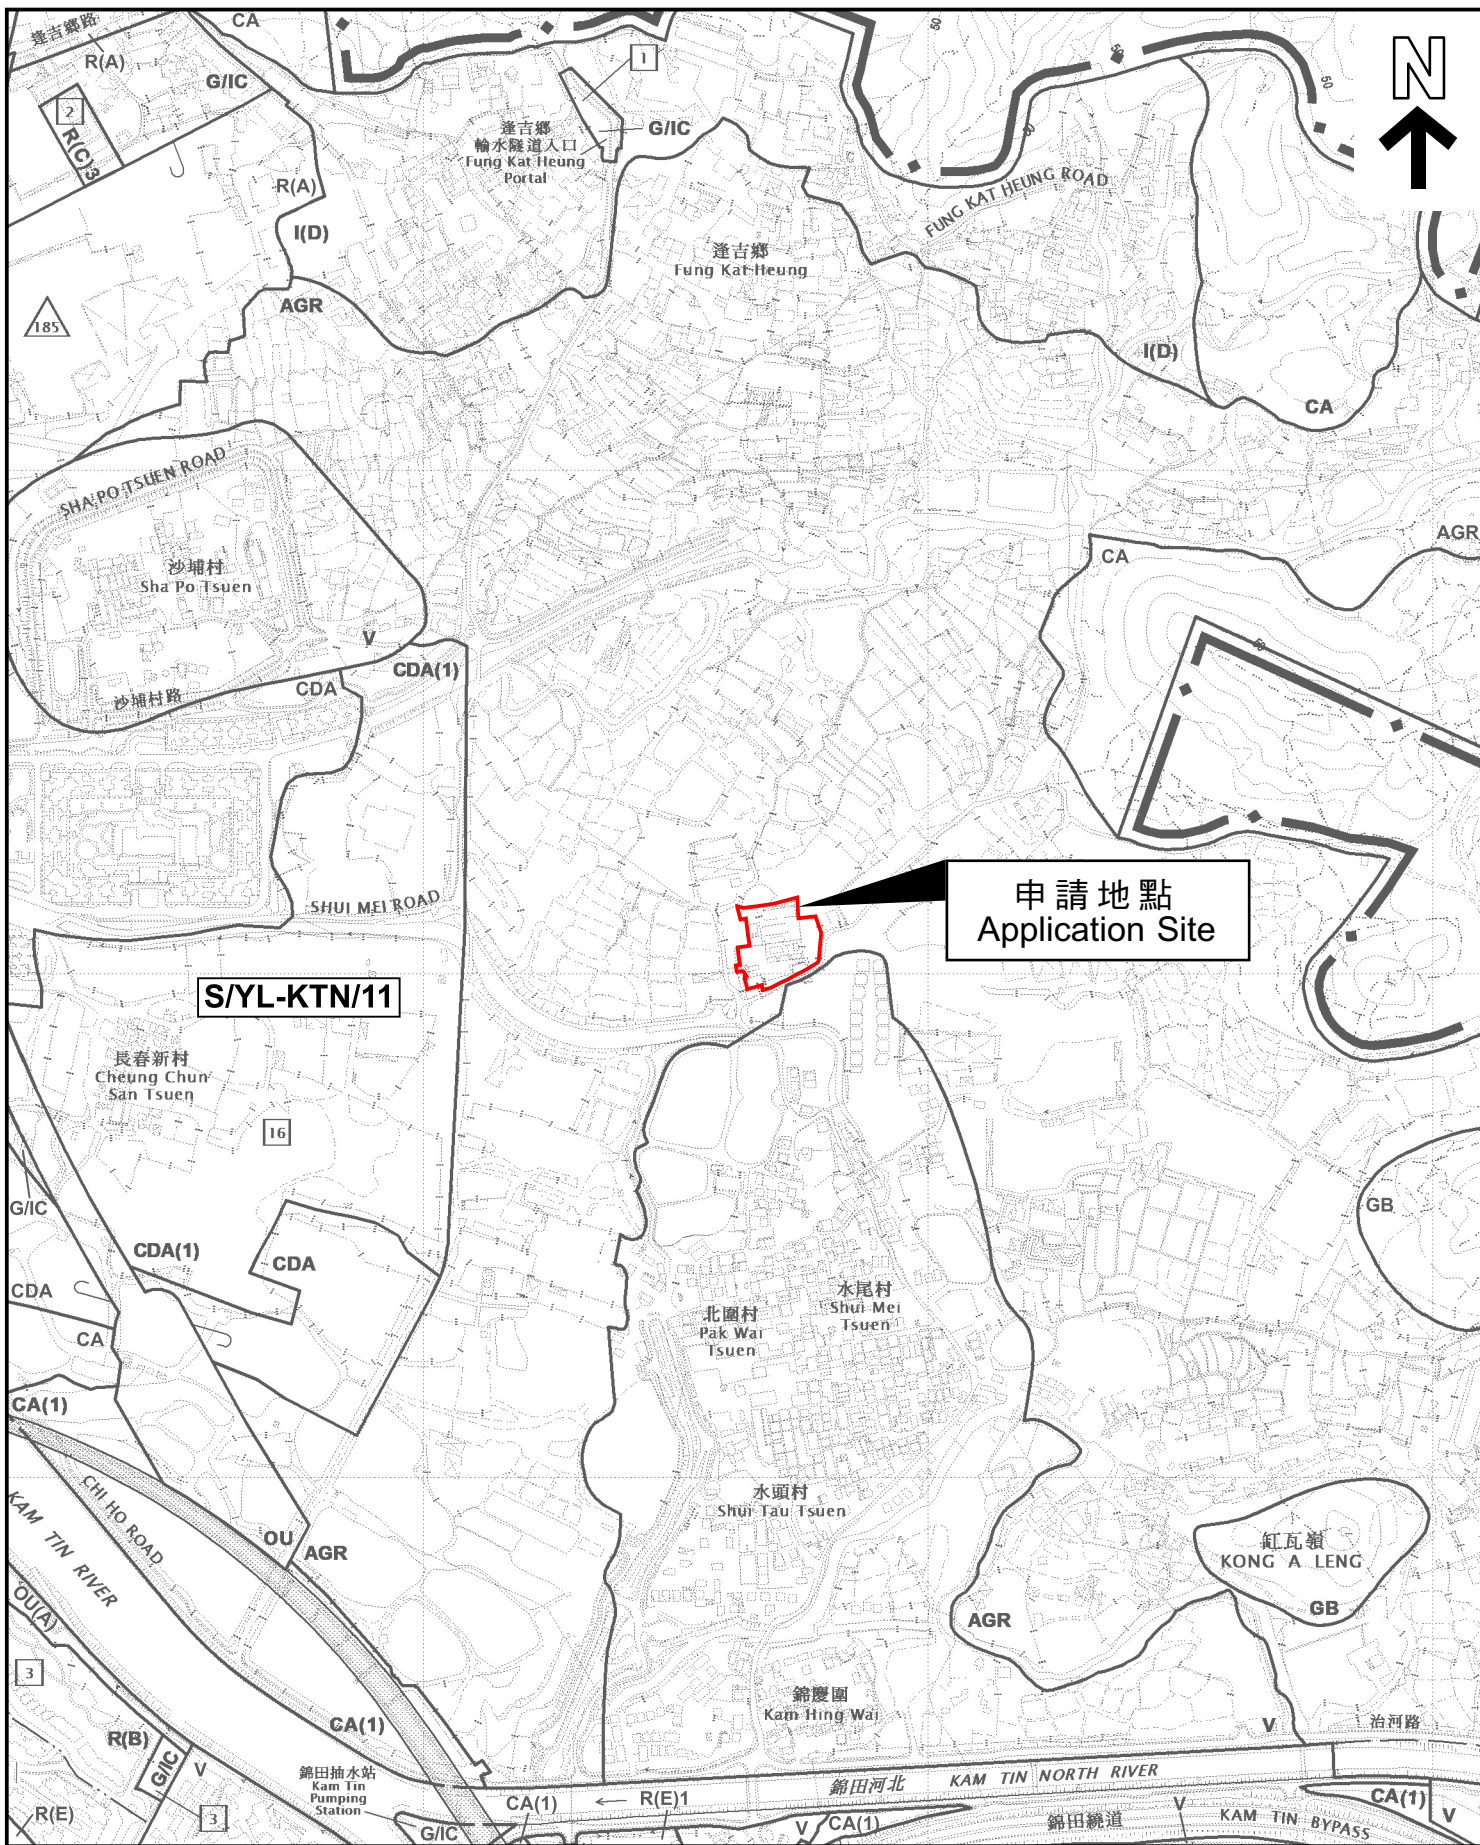 逢吉鄉路
R(A)
CA
G/IC
2
R(C)3
R(A)
I(D)
AGR
185
1
G/IC
逢吉鄉
輸水隧道入口
Fung Kat Heung
Portal
逢吉鄉
Fung Kat Heung
FUNG KAT HEUNG ROAD
50
50
50
50
N
I(D)
CA
SHA PO TSUEN ROAD
沙埔村
Sha Po Tsuen
V
沙埔村路
CDA
CDA(1)
CA
AGR
50
SHUI MEI ROAD
申請地點
Application Site
S/YL-KTN/11
長春新村
Cheung Chun
San Tsuen
16
G/IC
CDA(1)
CDA
CDA
CA
GB
水尾村
Shui Mei
Tsuen
北圍村
Pak Wai
Tsuen
CA(1)
CHI HO ROAD
KAM TIN RIVER
OU
AGR
OU(A)
水頭村
Shui Tau Tsuen
缸瓦嶺
KONG A LENG
GB
AGR
3
錦慶圍
Kam Hing Wai
CA(1)
R(B)
G/IC
V
V
治河路
錦田抽水站
Kam Tin
Pumping
Station
錦田河北
KAM TIN NORTH RIVER
R(E)
3
G/IC
CA(1)
R(E)1
V
CA(1)
錦田繞道
V
KAM TIN BYPASS
CA(1)
V